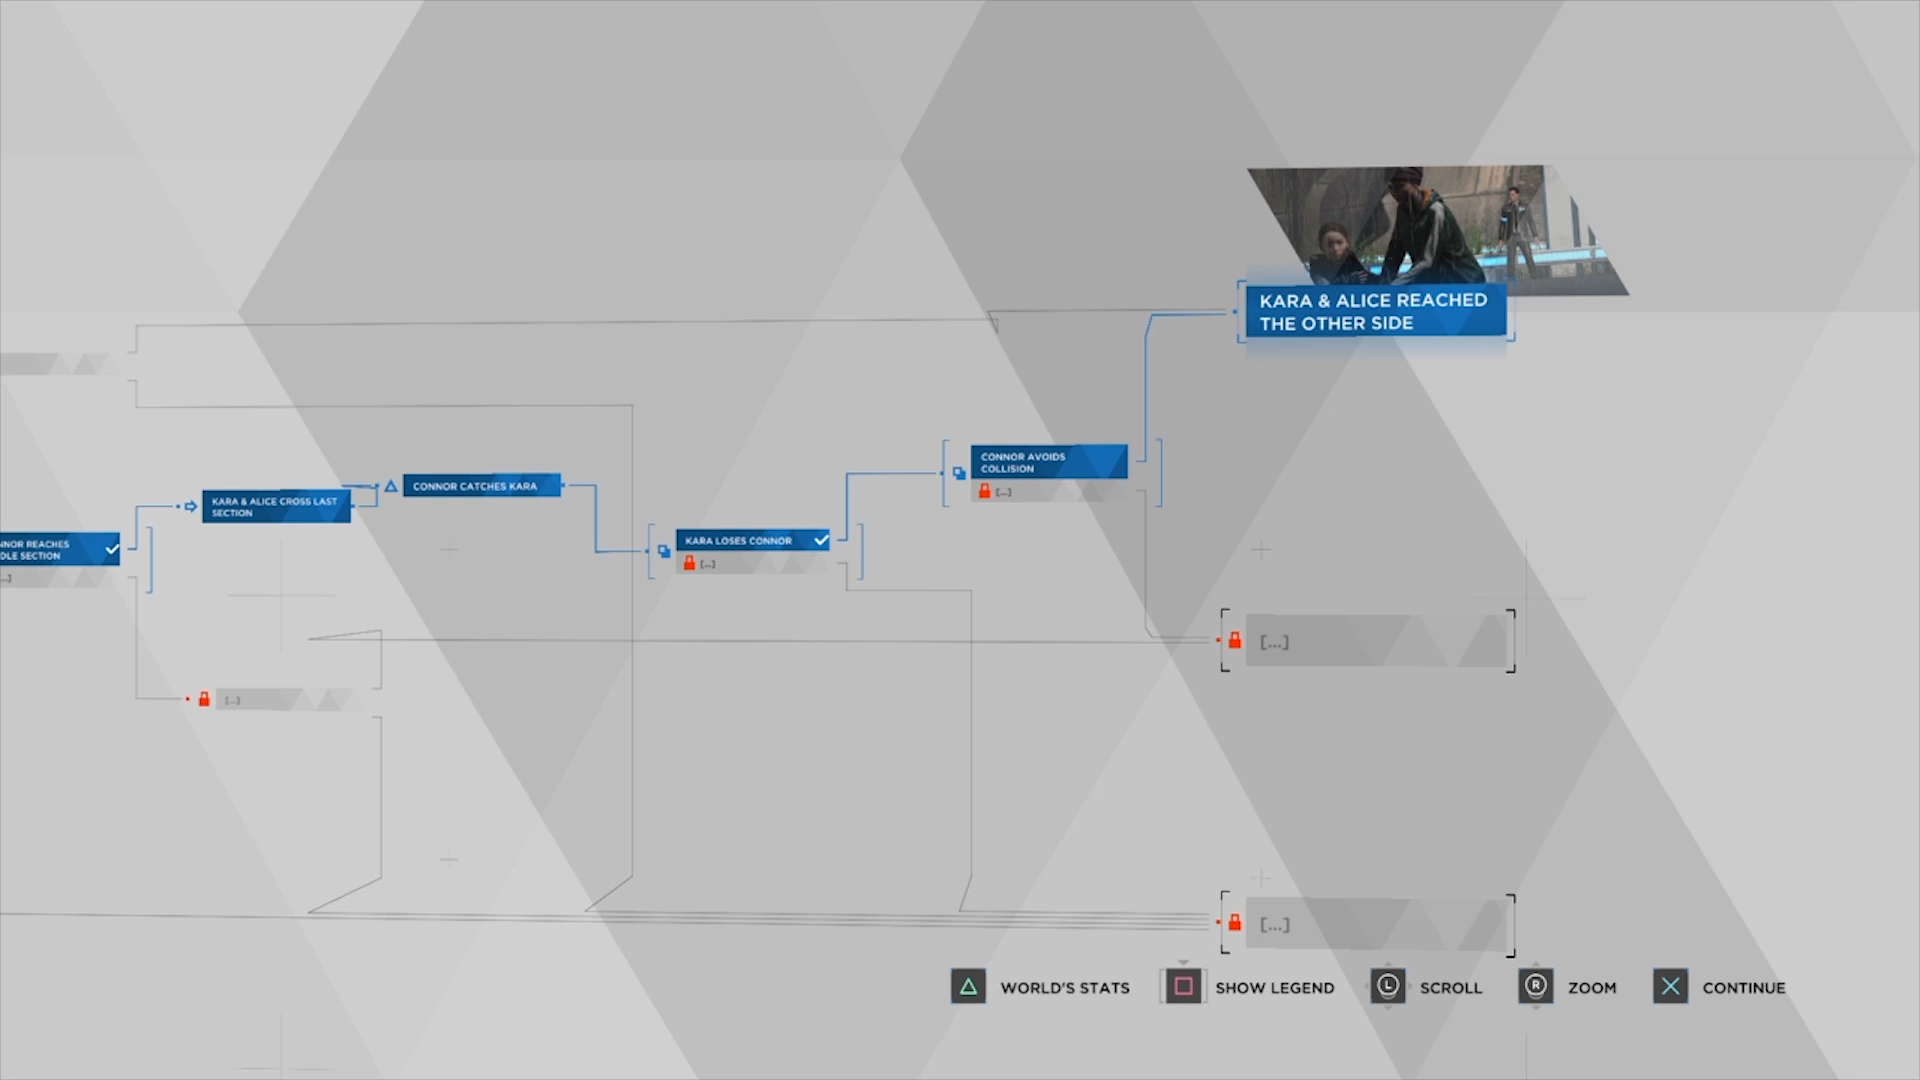 KARA & ALICE REACHED
THE OTHER SIDE
CONNOR AVOIDS
COLLISION
[...]
CONNOR CATCHES KARA
KARA & ALICE CROSS LAST
SECTION
KARA LOSES CONNOR
[...]
NNOR REACHES
DLE SECTION
...]
[...]
[...]
[...]
WORLD'S STATS
SHOW LEGEND
L
SCROLL
R
ZOOM
CONTINUE